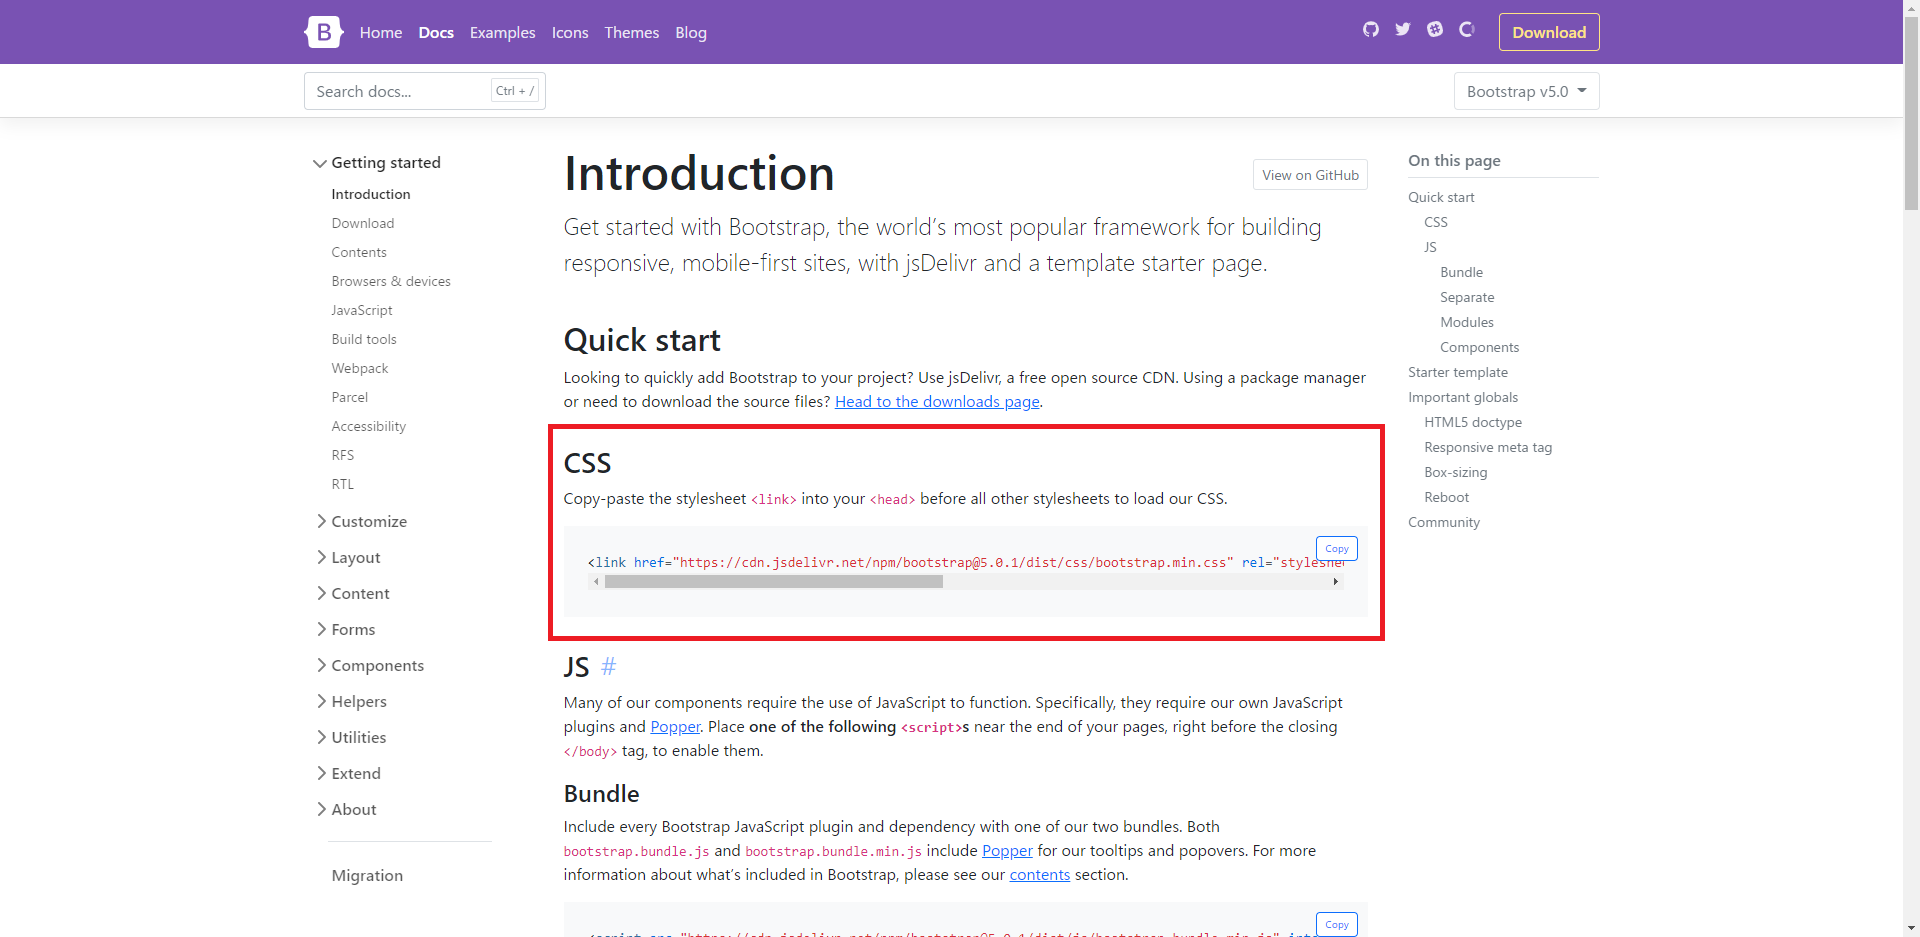 B Home Docs Examples Icons Themes Blog Download
Search docs... Ctrl + / Bootstrap v5.0
Getting started
Introduction
Download
Contents
Browsers & devices
JavaScript
Build tools
Webpack
Parcel
Accessibility
RFS
RTL
Customize
Layout
Content
Forms
Components
Helpers
Utilities
Extend
About
Migration
Introduction
View on GitHub
Get started with Bootstrap, the world’s most popular framework for building
responsive, mobile-first sites, with jsDelivr and a template starter page.
Quick start
Looking to quickly add Bootstrap to your project? Use jsDelivr, a free open source CDN. Using a package manager
or need to download the source files? Head to the downloads page.
CSS
Copy-paste the stylesheet <link> into your <head> before all other stylesheets to load our CSS.
Copy
<link href="https://cdn.jsdelivr.net/npm/bootstrap@5.0.1/dist/css/bootstrap.min.css" rel="styleshe
JS #
Many of our components require the use of JavaScript to function. Specifically, they require our own JavaScript
plugins and Popper. Place one of the following <script>s near the end of your pages, right before the closing
</body> tag, to enable them.
Bundle
Include every Bootstrap JavaScript plugin and dependency with one of our two bundles. Both
bootstrap.bundle.js and bootstrap.bundle.min.js include Popper for our tooltips and popovers. For more
information about what’s included in Bootstrap, please see our contents section.
Copy
On this page
Quick start
CSS
JS
Bundle
Separate
Modules
Components
Starter template
Important globals
HTML5 doctype
Responsive meta tag
Box-sizing
Reboot
Community